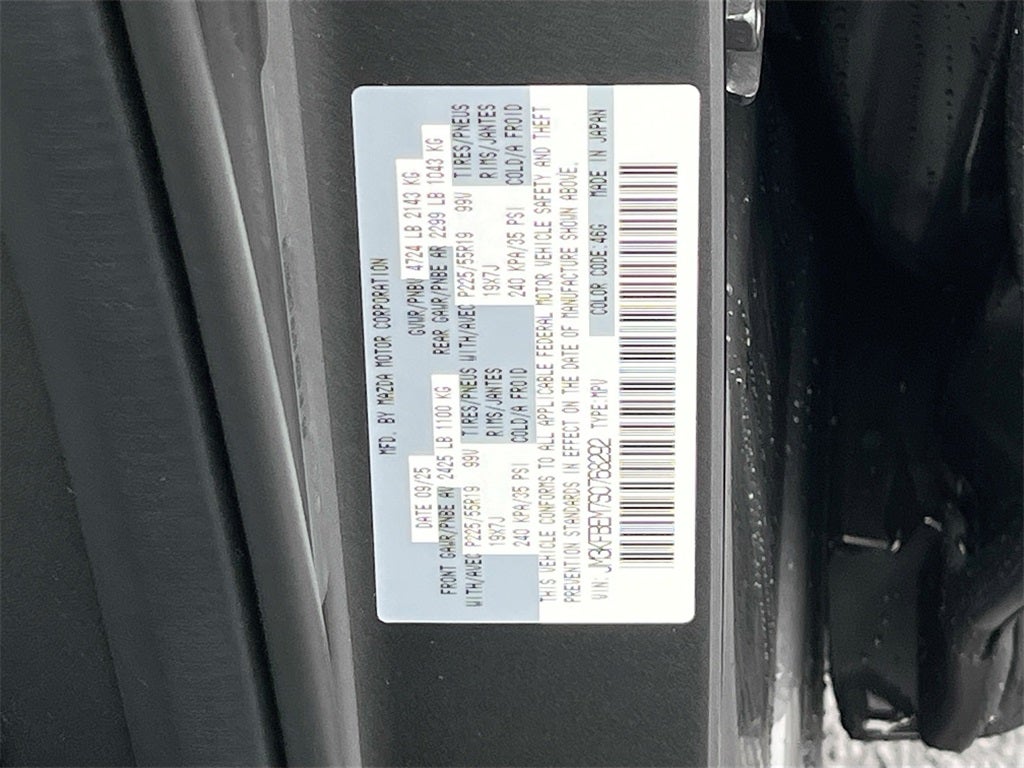 MFD. BY MAZDA MOTOR CORPORATION
DATE 09/25 GVWR/PNBV 4724 LB 2143 KG
FRONT GAWR/PNBE AV 2425 LB 1100 KG REAR GAWR/PNBE AR 2299 LB 1043 KG
WITH/AVEC P225/55R19 99V TIRES/PNEUS WITH/AVEC P225/55R19 99V TIRES/PNEUS
19X7J RIMS/JANTES 19X7J RIMS/JANTES
240 KPA/35 PSI COLD/A FROID 240 KPA/35 PSI COLD/A FROID
THIS VEHICLE CONFORMS TO ALL APPLICABLE FEDERAL MOTOR VEHICLE SAFETY AND THEFT
PREVENTION STANDARDS IN EFFECT ON THE DATE OF MANUFACTURE SHOWN ABOVE.
VIN: JM3KFBEM7S0768292 TYPE:MPV COLOR CODE:46G MADE IN JAPAN